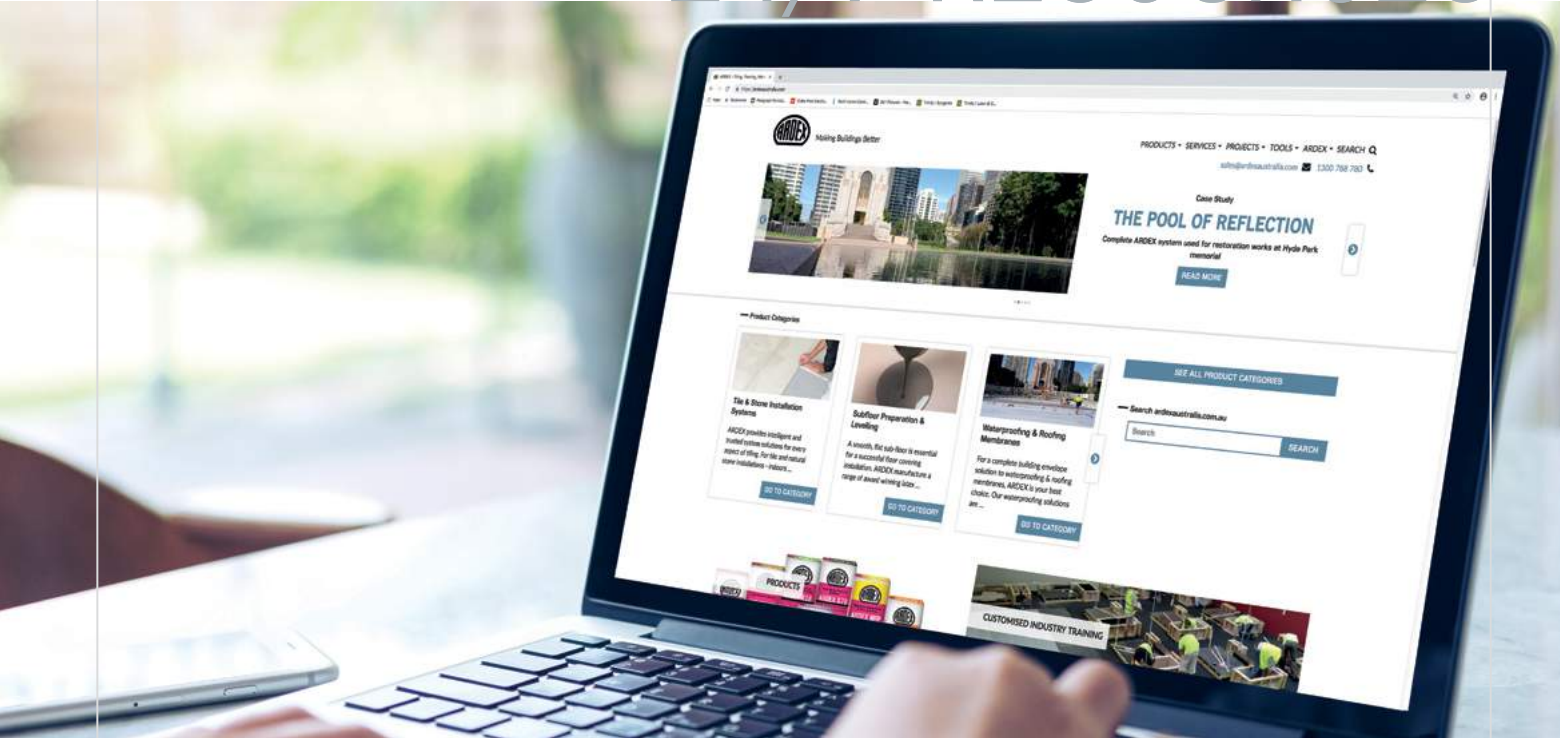 24/7 RESOURCES
ARDEX
Making Buildings Better
PRODUCTS SERVICES PROJECTS TOOLS ARDEX SEARCH
sales@ardexaustralia.com 1300 788 780
Case Study
THE POOL OF REFLECTION
Complete ARDEX system used for restoration works at Hyde Park
memorial
READ MORE
Product Categories
Tile & Stone Installation
Systems
ARDEX provides intelligent and
trusted system solutions for every
aspect of tiling. For tile and natural
stone installations - indoors ...
GO TO CATEGORY
Subfloor Preparation &
Levelling
A smooth, flat sub-floor is essential
for a successful floor covering
installation. ARDEX manufacture a
range of award winning latex ...
GO TO CATEGORY
Waterproofing & Roofing
Membranes
For a complete building envelope
solution to waterproofing & roofing
membranes, ARDEX is your best
choice. Our waterproofing solutions
are ...
GO TO CATEGORY
SEE ALL PRODUCT CATEGORIES
Search ardexaustralia.com.au
Search
SEARCH
PRODUCTS
CUSTOMISED INDUSTRY TRAINING